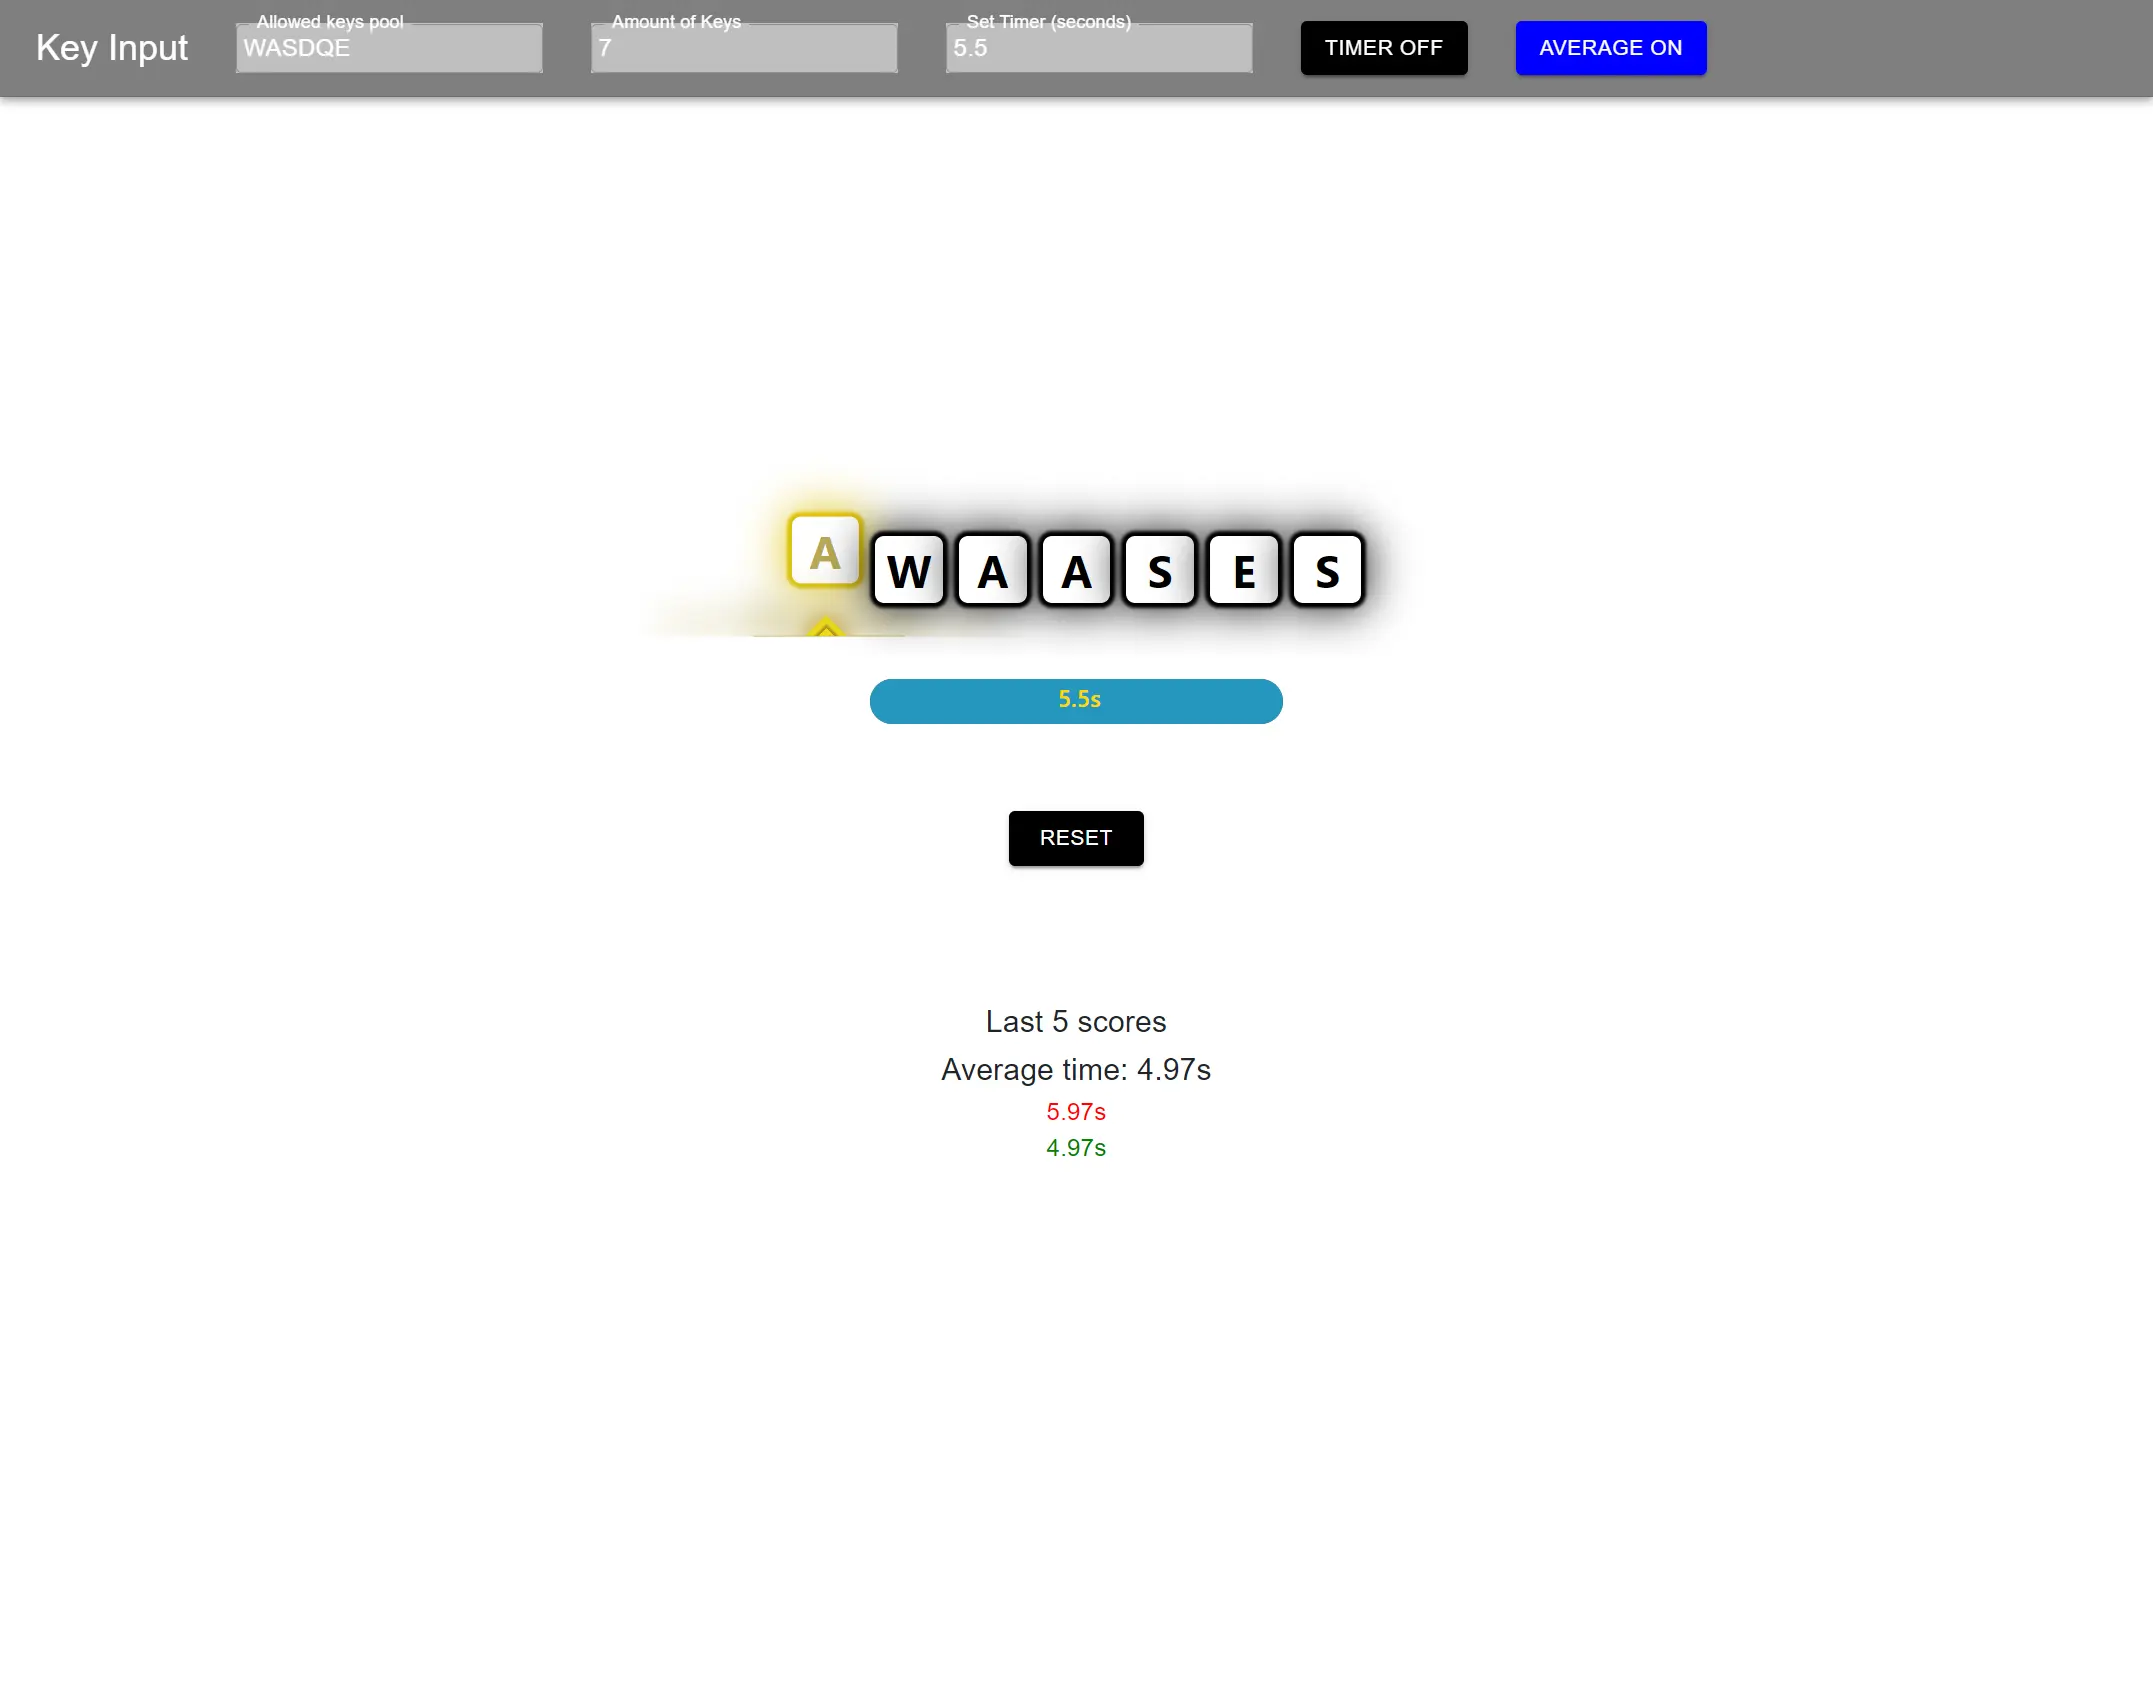 Key Input
Allowed keys pool
WASDQE
Amount of Keys
7
Set Timer (seconds)
5.5
TIMER OFF
AVERAGE ON
A W A A S E S
5.5s
RESET
Last 5 scores
Average time: 4.97s
5.97s
4.97s